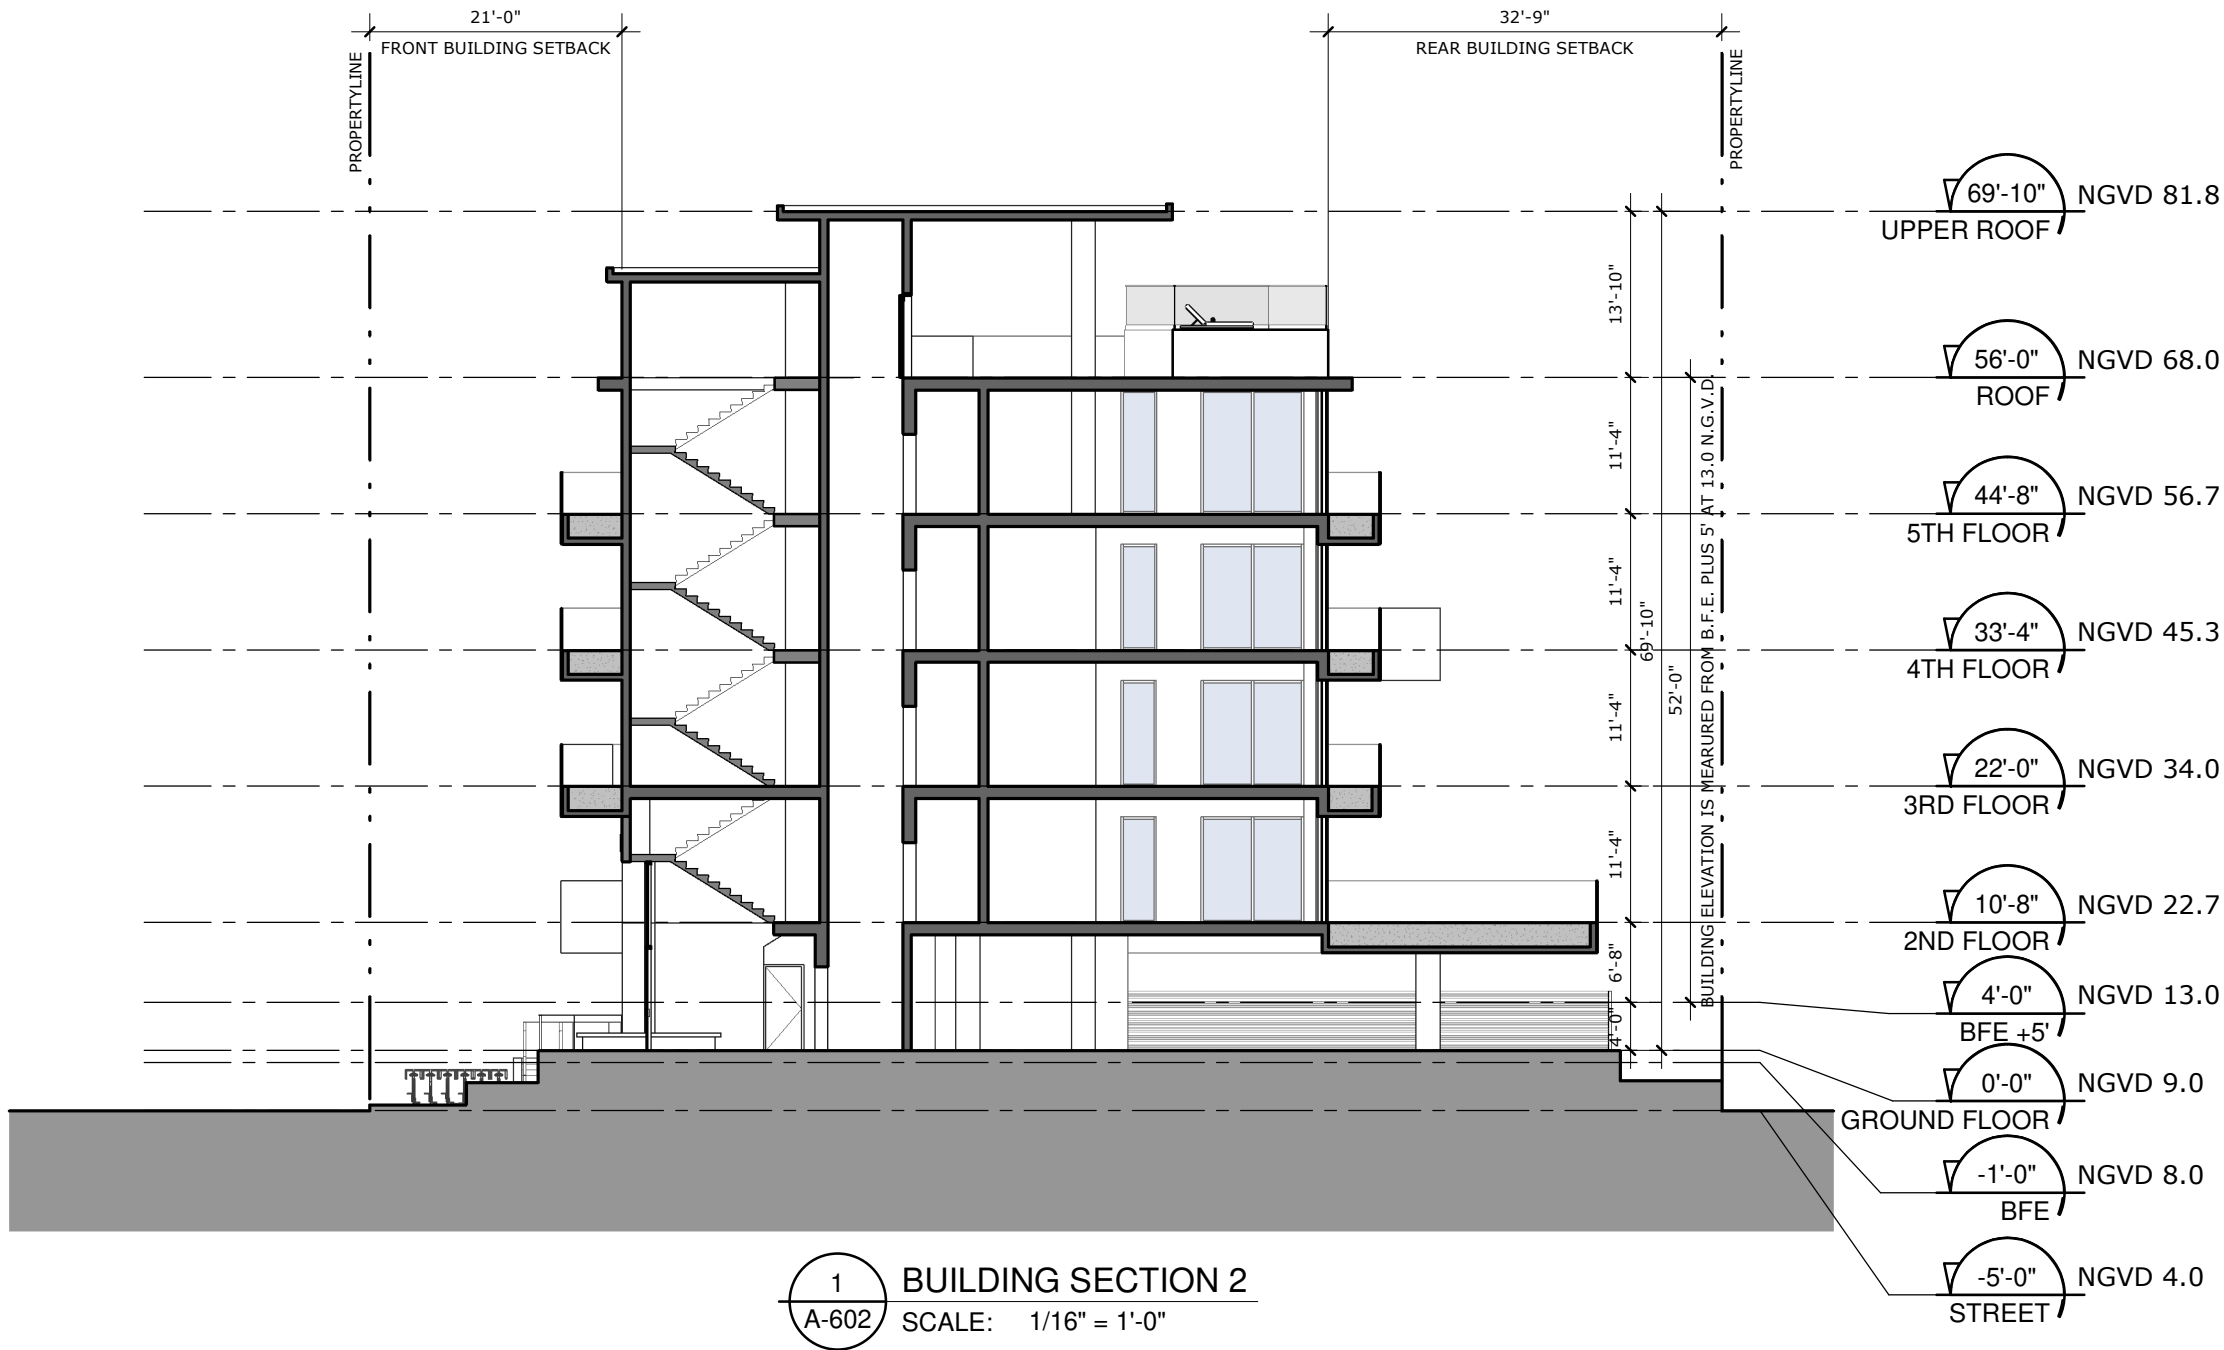 21'-0"
FRONT BUILDING SETBACK
32'-9"
REAR BUILDING SETBACK
PROPERTYLINE
PROPERTYLINE
69'-10" NGVD 81.8
UPPER ROOF
13'-10"
56'-0" NGVD 68.0
ROOF
11'-4"
44'-8" NGVD 56.7
5TH FLOOR
11'-4"
69'-10"
52'-0"
BUILDING ELEVATION IS MEARURED FROM B.F.E. PLUS 5' AT 13.0 N.G.V.D.
33'-4" NGVD 45.3
4TH FLOOR
11'-4"
22'-0" NGVD 34.0
3RD FLOOR
11'-4"
10'-8" NGVD 22.7
2ND FLOOR
6'-8"
4'-0" NGVD 13.0
BFE +5'
4'-0"
0'-0" NGVD 9.0
GROUND FLOOR
-1'-0" NGVD 8.0
BFE
-5'-0" NGVD 4.0
STREET
1
A-602
BUILDING SECTION 2
SCALE: 1/16" = 1'-0"